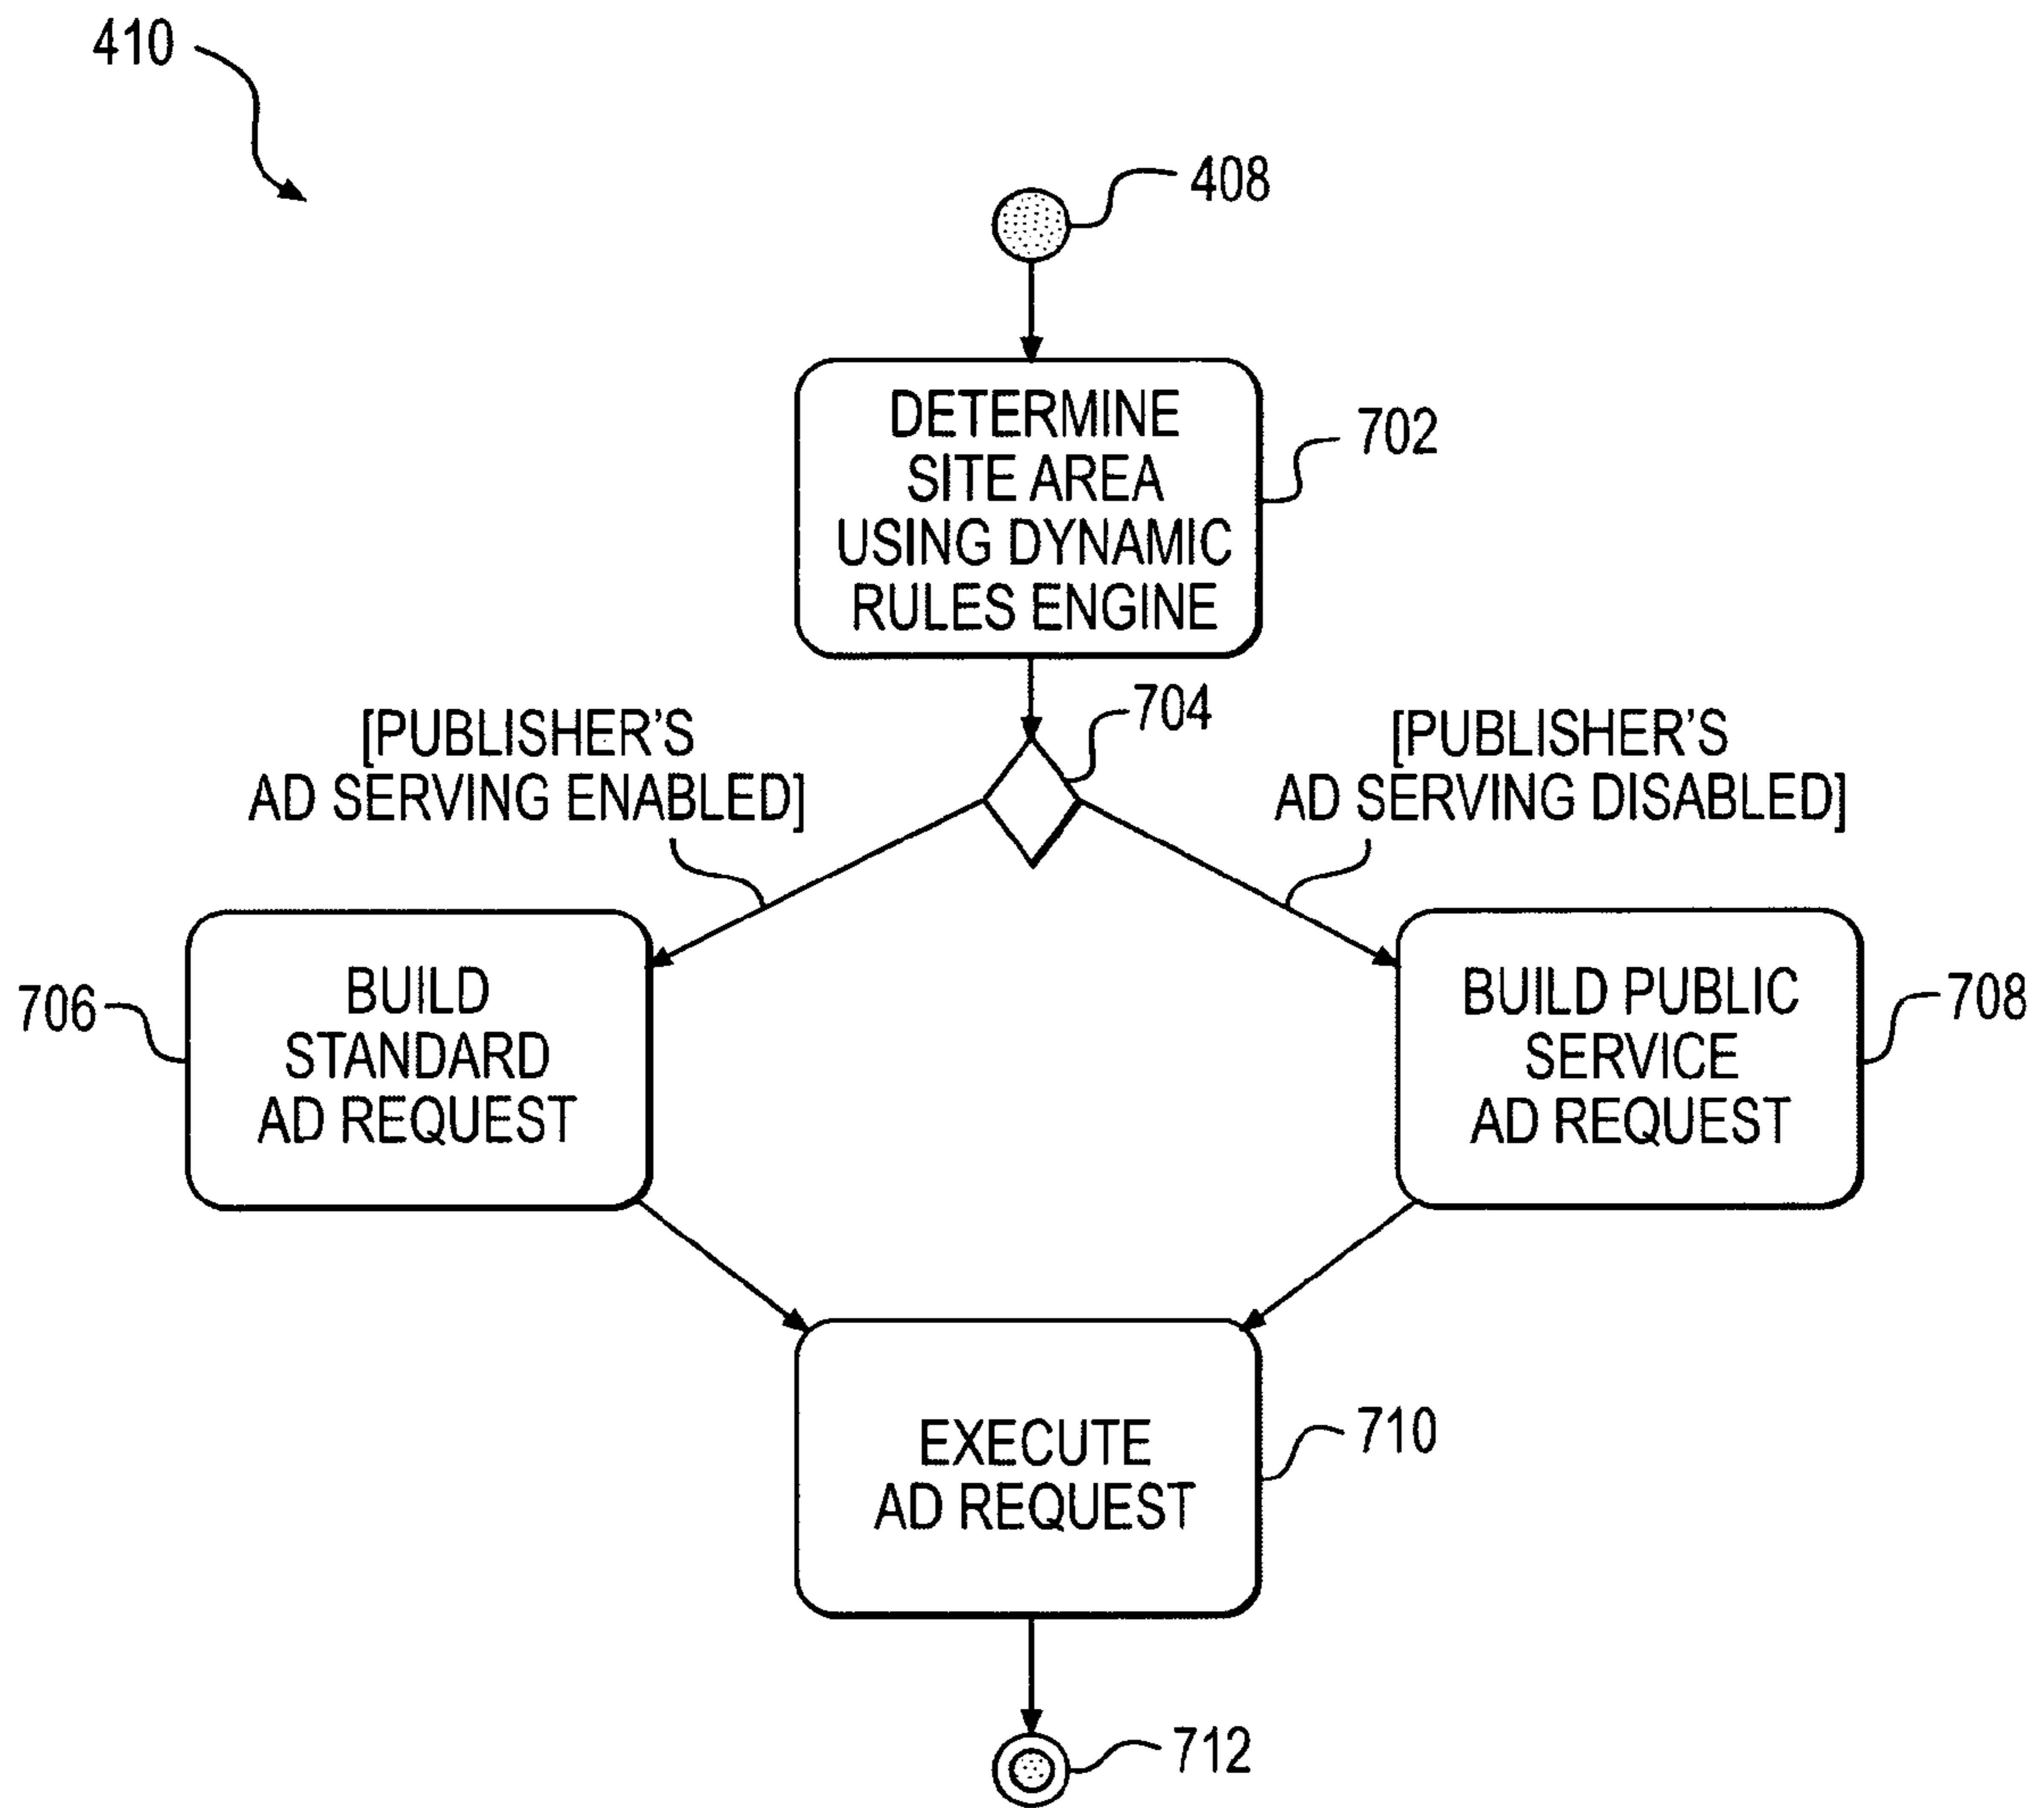 410
408
DETERMINE
SITE AREA
USING DYNAMIC
RULES ENGINE
702
704
[PUBLISHER'S
AD SERVING ENABLED]
[PUBLISHER'S
AD SERVING DISABLED]
706
BUILD
STANDARD
AD REQUEST
BUILD PUBLIC
SERVICE
AD REQUEST
708
EXECUTE
AD REQUEST
710
712